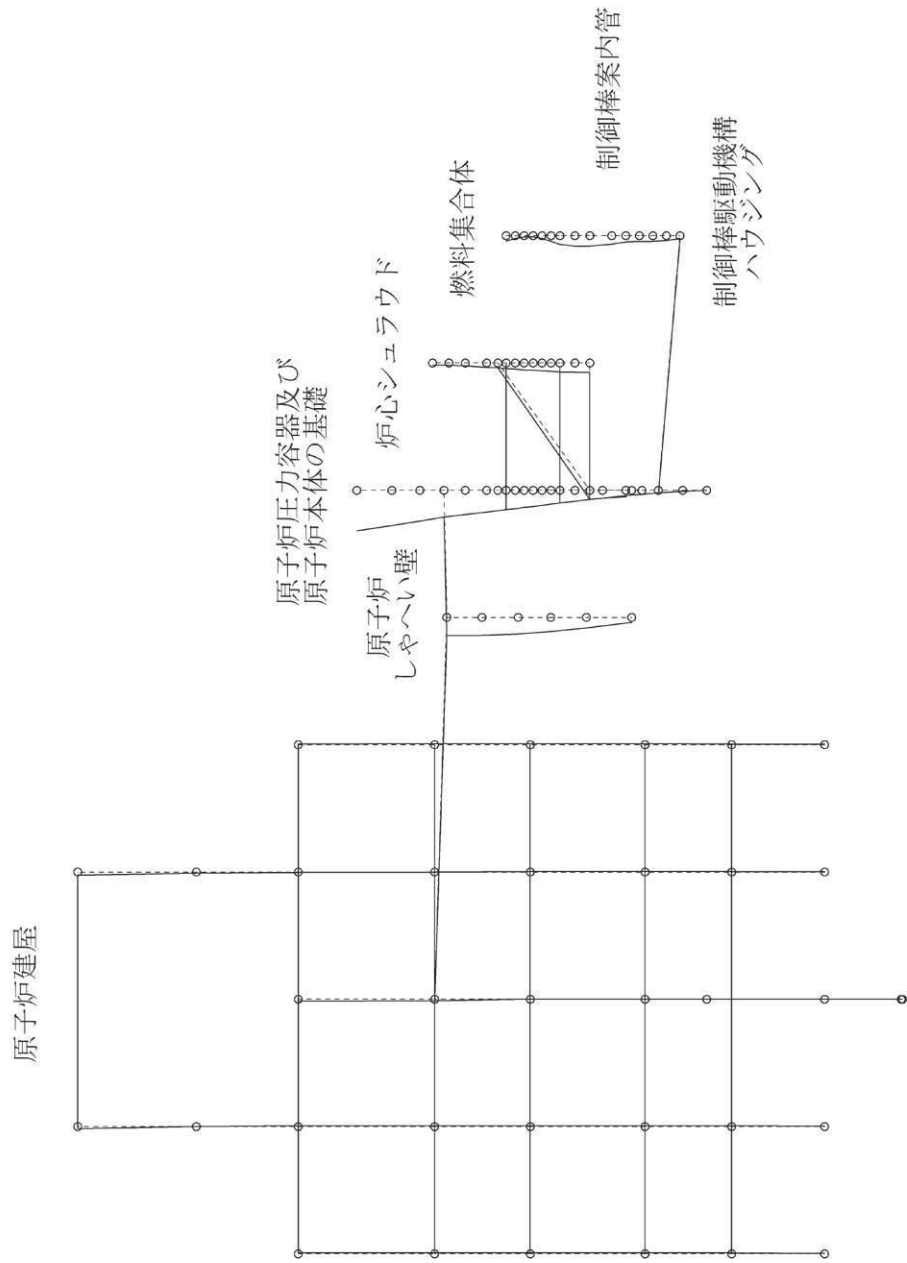 原子炉建屋
原子炉圧力容器及び
原子炉本体の基礎
原子炉
しゃへい壁
炉心シュラウド
燃料集合体
制御棒案内管
制御棒駆動機構
ハウジング